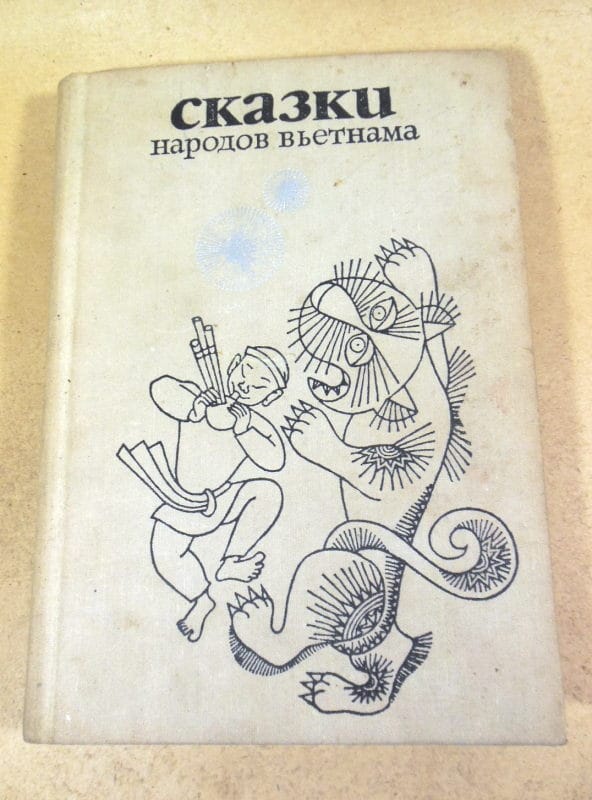 сказки
народов вьетнама